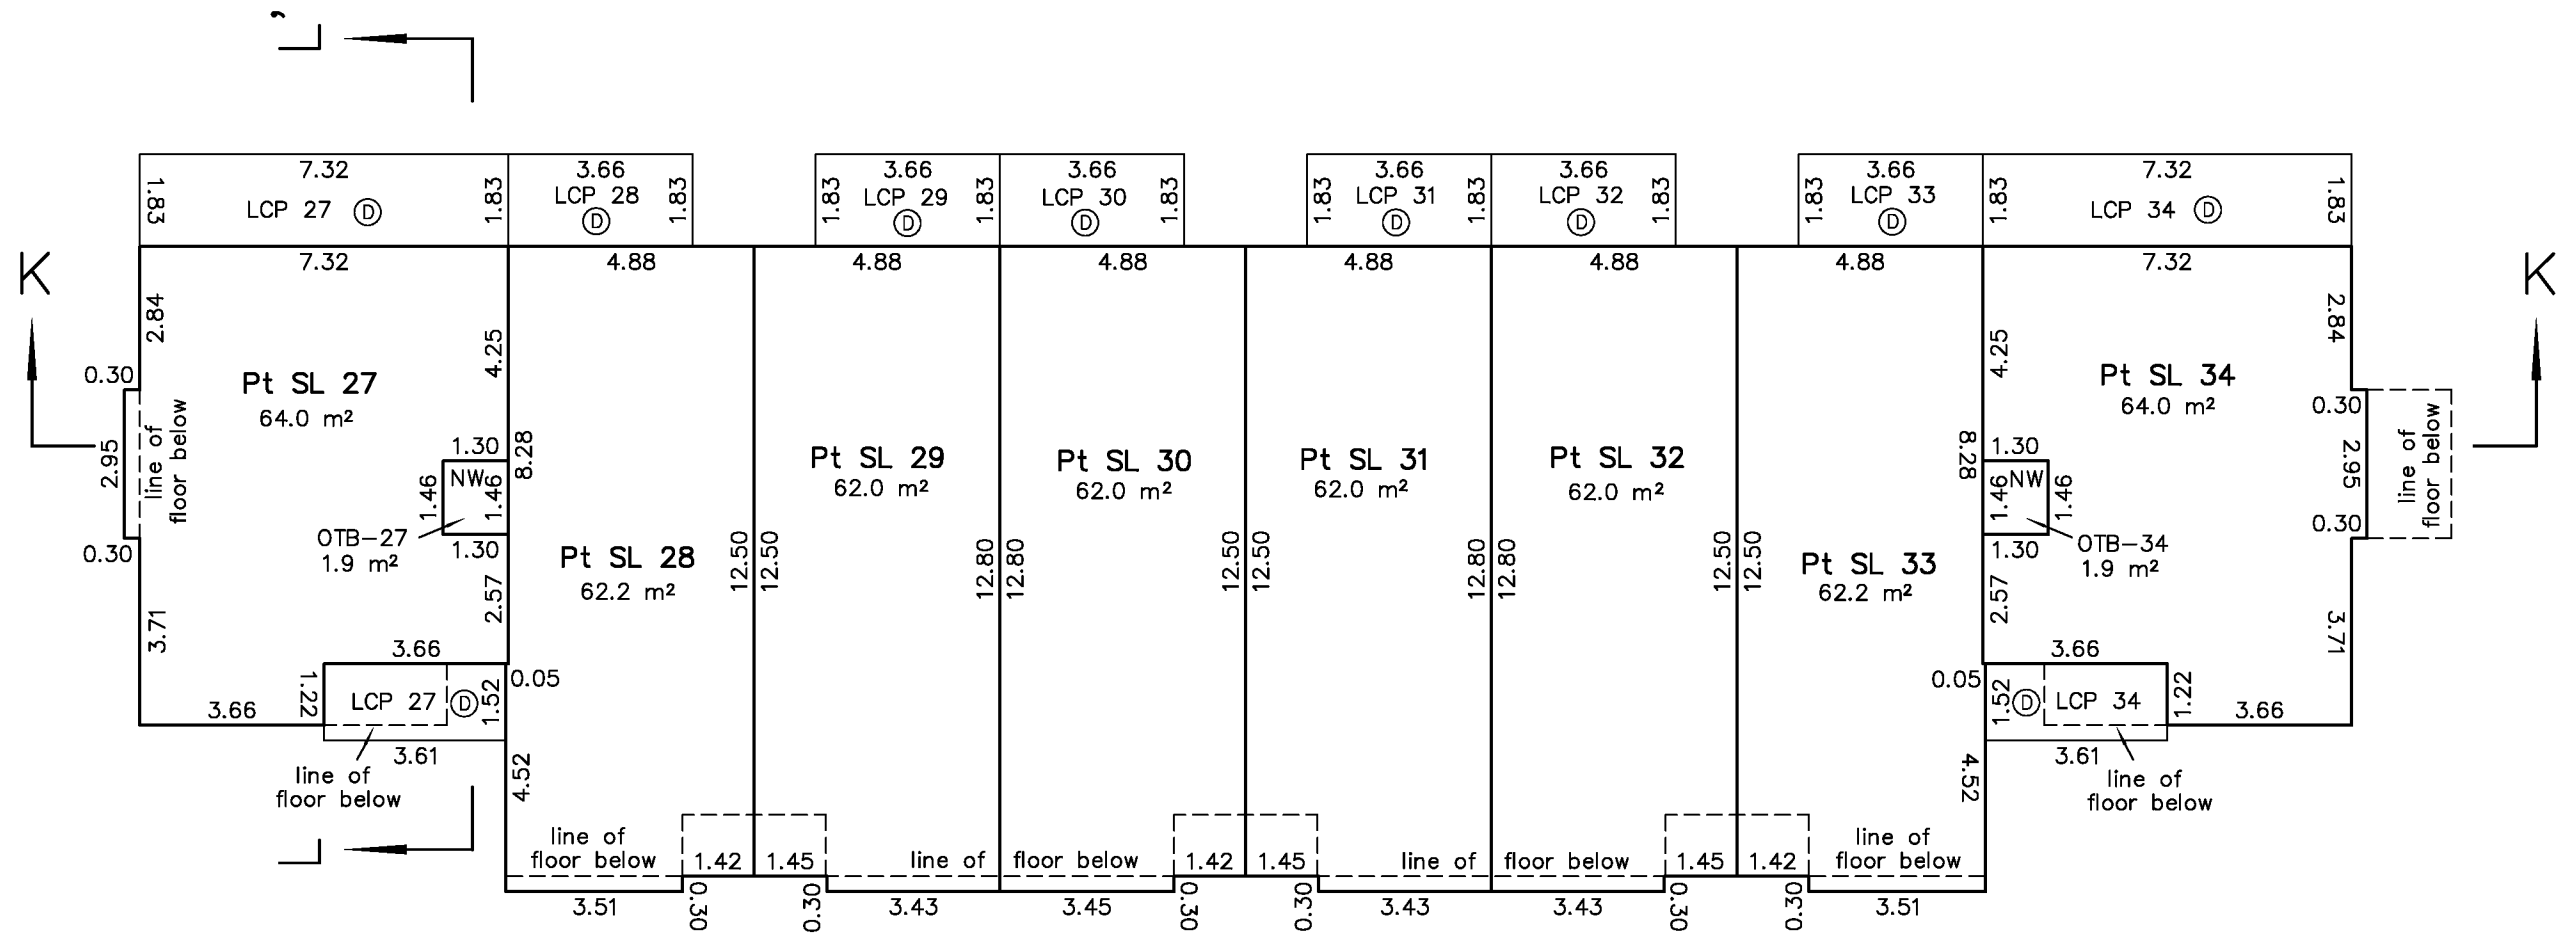 7.32 3.66 3.66 3.66 3.66 3.66 3.66 7.32
1.83 LCP 27 D 1.83 LCP 28 D 1.83 1.83 LCP 29 D 1.83 LCP 30 D 1.83 1.83 LCP 31 D 1.83 LCP 32 D 1.83 1.83 LCP 33 D 1.83 LCP 34 D 1.83
K 7.32 4.88 4.88 4.88 4.88 4.88 4.88 7.32 K
2.84 4.25 4.25 2.84
0.30 Pt SL 27 Pt SL 34 0.30
64.0 m² 64.0 m²
2.95 line of
floor below
1.30 8.28 8.28 1.30
Pt SL 29 Pt SL 30 Pt SL 31 Pt SL 32
62.0 m² 62.0 m² 62.0 m² 62.0 m²
1.46 NW 1.46 1.46 NW 1.46
2.95 line of
floor below
0.30 OTB-27 1.30 1.30 OTB-34 0.30
1.9 m² 1.9 m²
Pt SL 28 12.50 12.50 12.80 12.80 12.50 12.50 12.80 12.80 12.50 12.50 Pt SL 33
62.2 m² 62.2 m²
3.71 2.57 2.57 3.71
3.66 3.66
0.05 0.05
3.66 1.22 LCP 27 D 1.52 1.52 D LCP 34 1.22 3.66
3.61 3.61
line of
floor below
4.52 4.52
line of
floor below
line of
floor below
1.42 1.45 line of floor below 1.42 1.45 line of floor below 1.45 1.42
line of
floor below
3.51 0.30 0.30 3.43 3.45 0.30 0.30 3.43 3.43 0.30 0.30 3.51